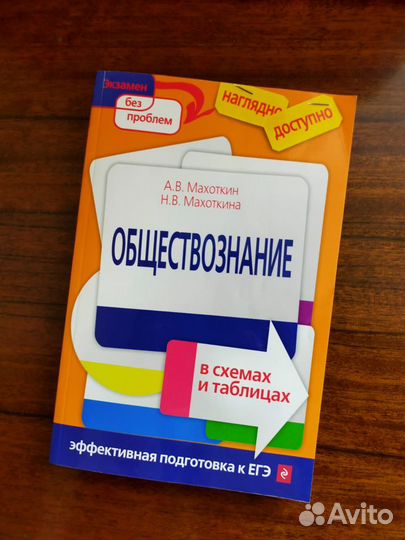 Экзамен
без
проблем
наглядно
доступно
А.В. Махоткин
Н.В. Махоткина
ОБЩЕСТВОЗНАНИЕ
в схемах
и таблицах
эффективная подготовка к ЕГЭ
Avito